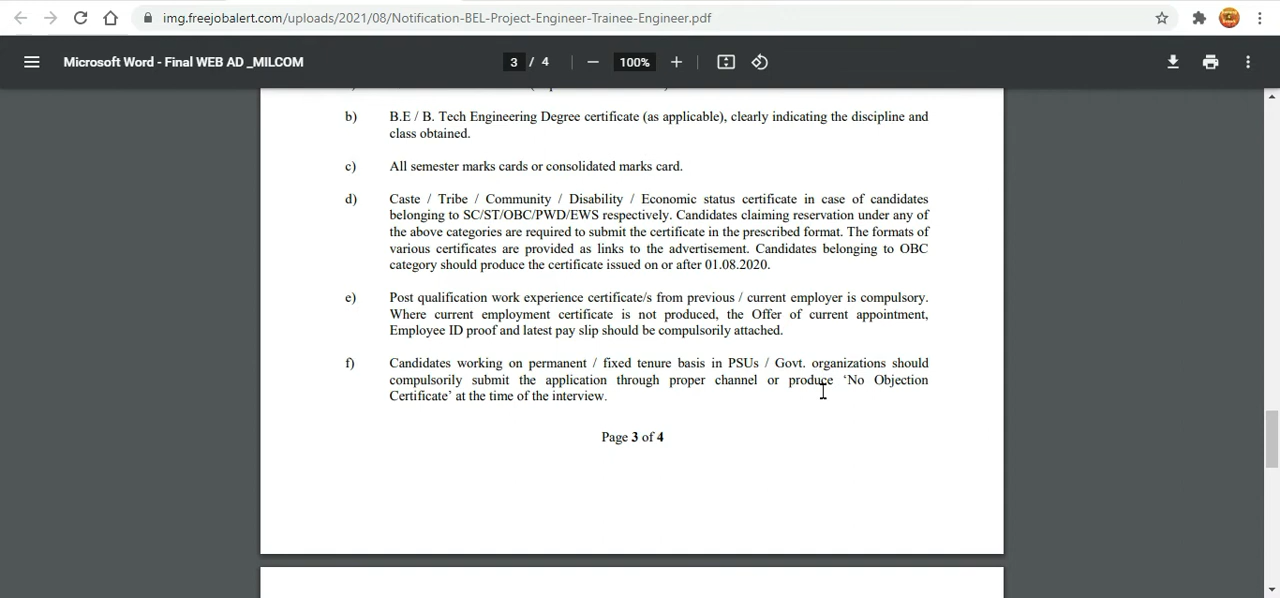 img.freejobalert.com/uploads/2021/08/Notification-BEL-Project-Engineer-Trainee-Engineer.pdf
Microsoft Word - Final WEB AD _MILCOM
3 / 4
100%
b) B.E / B. Tech Engineering Degree certificate (as applicable), clearly indicating the discipline and
class obtained.
c) All semester marks cards or consolidated marks card.
d) Caste / Tribe / Community / Disability / Economic status certificate in case of candidates
belonging to SC/ST/OBC/PWD/EWS respectively. Candidates claiming reservation under any of
the above categories are required to submit the certificate in the prescribed format. The formats of
various certificates are provided as links to the advertisement. Candidates belonging to OBC
category should produce the certificate issued on or after 01.08.2020.
e) Post qualification work experience certificate/s from previous / current employer is compulsory.
Where current employment certificate is not produced, the Offer of current appointment,
Employee ID proof and latest pay slip should be compulsorily attached.
f) Candidates working on permanent / fixed tenure basis in PSUs / Govt. organizations should
compulsorily submit the application through proper channel or produce ‘No Objection
Certificate’ at the time of the interview.
Page 3 of 4